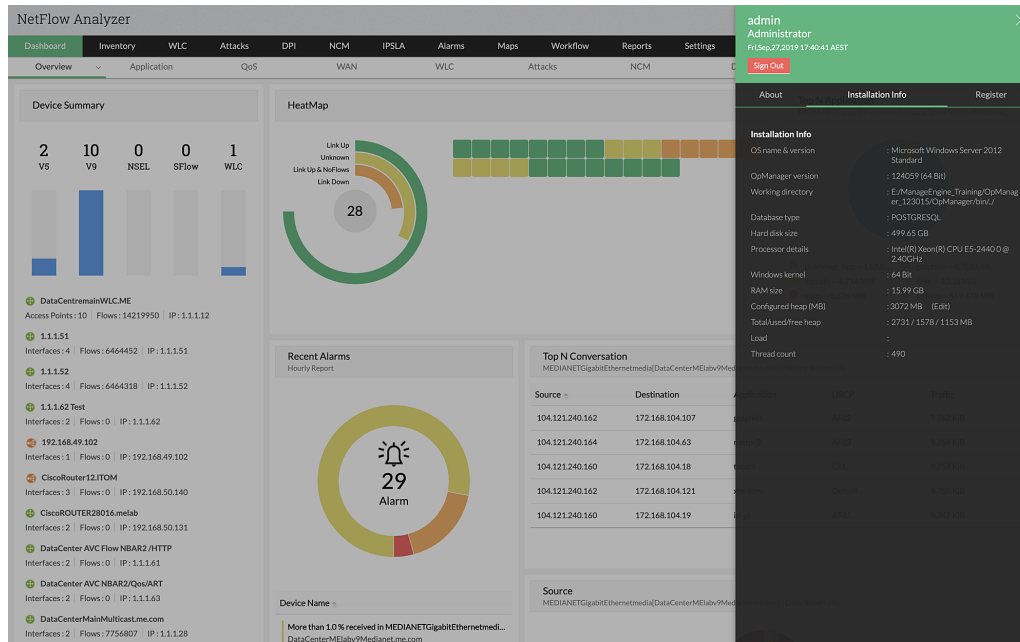 NetFlow Analyzer
admin
Administrator
Fri,Sep,27,2019 17:40:41 AEST
Sign Out
Dashboard Inventory WLC Attacks DPI NCM IPSLA Alarms Maps Workflow Reports Settings
Overview Application QoS WAN WLC Attacks NCM
About Installation Info Register
Device Summary
2 10 0 0 1
V5 V9 NSEL SFlow WLC
DataCentremainWLC.ME
Access Points : 10 Flows : 14219950 IP : 1.1.1.12
1.1.1.51
Interfaces : 4 Flows : 6464452 IP : 1.1.1.51
1.1.1.52
Interfaces : 4 Flows : 6464318 IP : 1.1.1.52
1.1.1.62 Test
Interfaces : 2 Flows : 0 IP : 1.1.1.62
192.168.49.102
Interfaces : 1 Flows : 0 IP : 192.168.49.102
CiscoRouter12.ITOM
Interfaces : 3 Flows : 0 IP : 192.168.50.140
CiscoROUTER28016.melab
Interfaces : 2 Flows : 0 IP : 192.168.50.131
DataCenter AVC Flow NBAR2 /HTTP
Interfaces : 2 Flows : 0 IP : 1.1.1.61
DataCenter AVC NBAR2/Qos/ART
Interfaces : 2 Flows : 0 IP : 1.1.1.63
DataCenterMainMulticast.me.com
Interfaces : 2 Flows : 7756807 IP : 1.1.1.28
HeatMap
Link Up
Unknown
Link Up & NoFlows
Link Down
28
Recent Alarms
Hourly Report
29
Alarm
Device Name
More than 1.0 % received in MEDIANETGigabitEthernetmedi...
DataCenterMElabv9Medianet.me.com
Top N Conversation
MEDIANETGigabitEthernetmedia[DataCenterMElabv9Med
Source Destination
104.121.240.162 172.168.104.107
104.121.240.164 172.168.104.63
104.121.240.160 172.168.104.18
104.121.240.162 172.168.104.121
104.121.240.160 172.168.104.19
Source
MEDIANETGigabitEthernetmedia[DataCenterMElabv9Med
Installation Info
OS name & version : Microsoft Windows Server 2012
Standard
OpManager version : 124059 (64 Bit)
Working directory : E:/ManageEngine_Training/OpManag
er_123015/OpManager/bin/../
Database type : POSTGRESQL
Hard disk size : 499.65 GB
Processor details : Intel(R) Xeon(R) CPU E5-2440 0 @
2.40GHz
Windows kernel : 64 Bit
RAM size : 15.99 GB
Configured heap (MB) : 3072 MB (Edit)
Total/used/free heap : 2731 / 1578 / 1153 MB
Load :
Thread count : 490